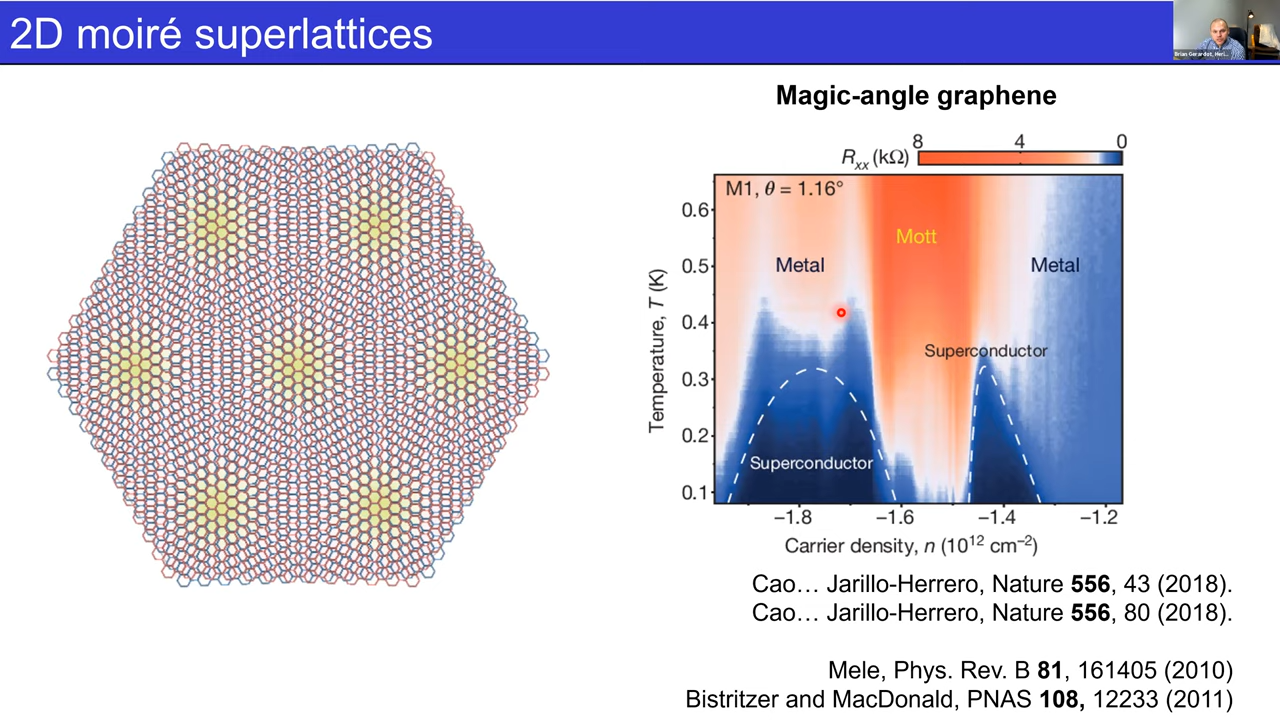 2D moiré superlattices
Brian Gerardot, Heri...
Magic-angle graphene
8 4 0
Rxx (kΩ)
M1, θ = 1.16°
Mott
Metal
Metal
Superconductor
Superconductor
0.6
0.5
0.4
0.3
0.2
0.1
Temperature, T (K)
−1.8 −1.6 −1.4 −1.2
Carrier density, n (10¹² cm⁻²)
Cao… Jarillo-Herrero, Nature 556, 43 (2018).
Cao… Jarillo-Herrero, Nature 556, 80 (2018).
Mele, Phys. Rev. B 81, 161405 (2010)
Bistritzer and MacDonald, PNAS 108, 12233 (2011)